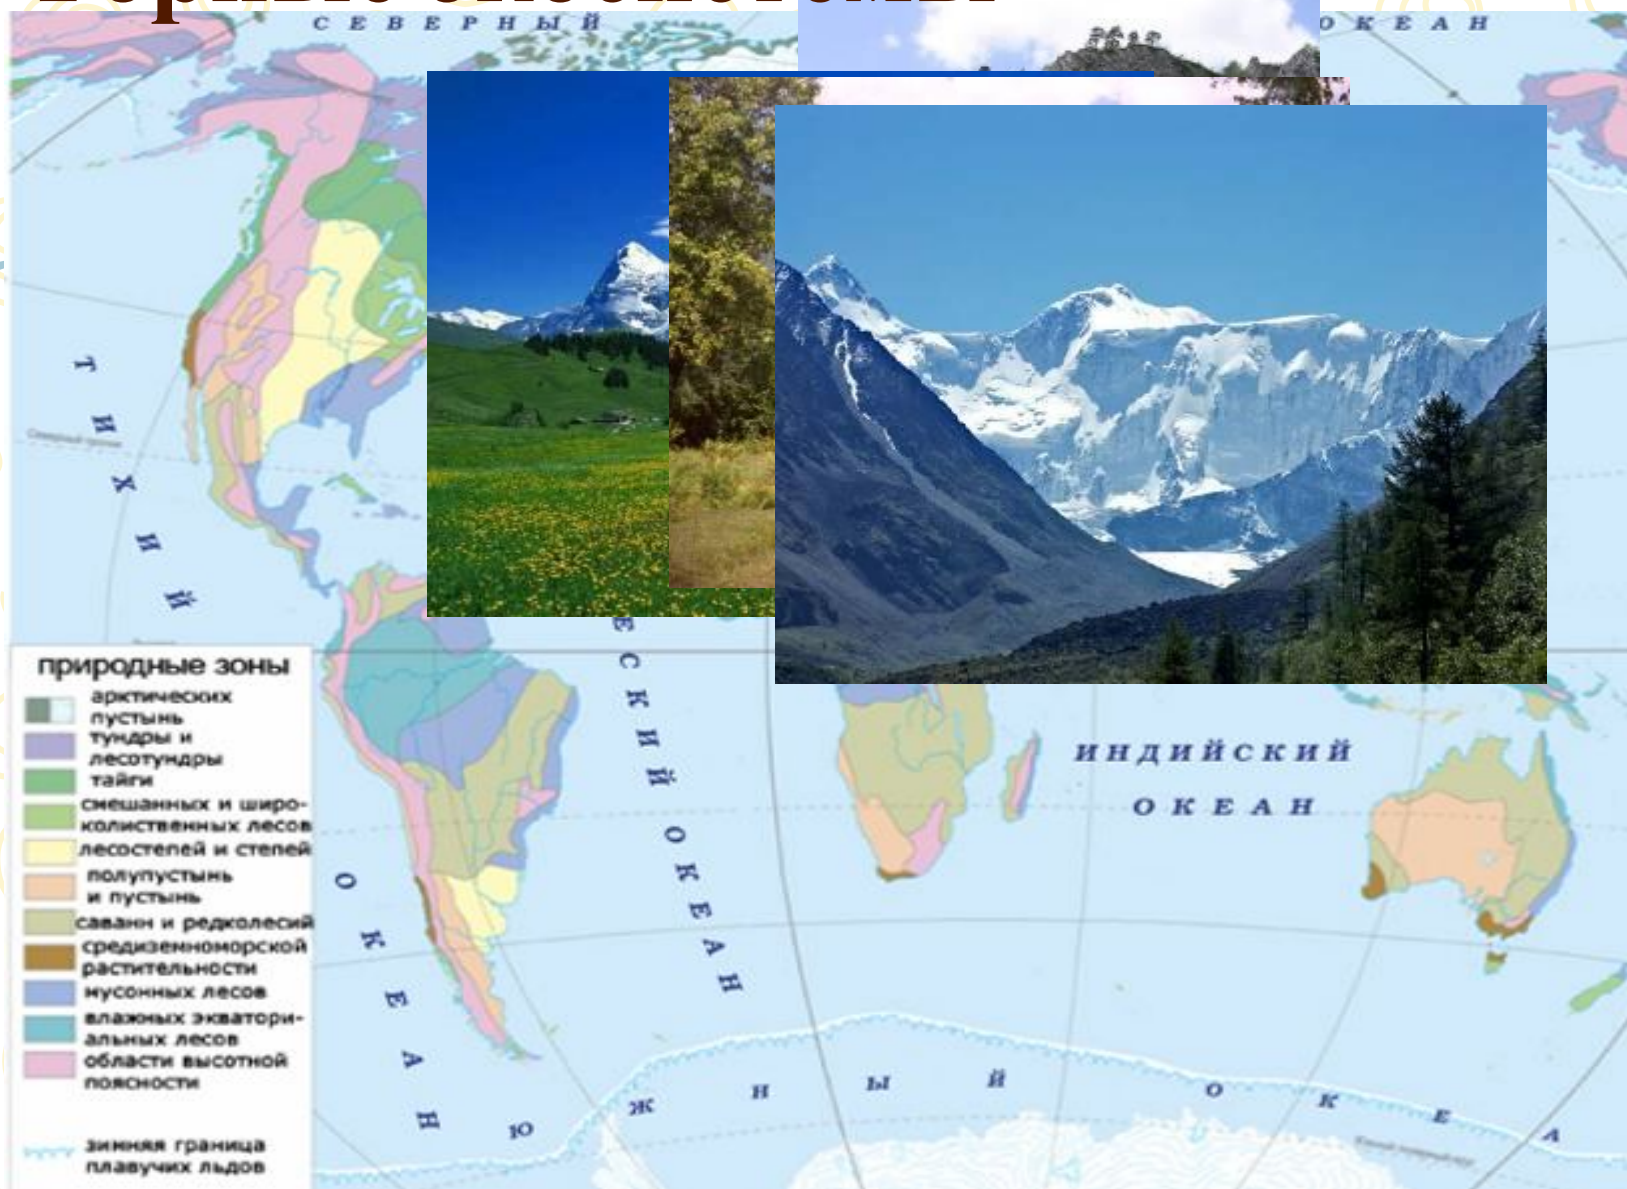 СЕВЕРНЫЙ
ОКЕАН
ТИХИЙ
ОКЕАН
ЕСКИЙ ОКЕАН
ИНДИЙСКИЙ
ОКЕАН
ЮЖНЫЙ ОКЕА
природные зоны
арктических
пустынь
тундры и
лесотундры
тайги
смешанных и широ-
колиственных лесов
лесостепей и степей
полупустынь
и пустынь
саванн и редколесий
средиземноморской
растительности
муссонных лесов
влажных экватори-
альных лесов
области высотной
поясности
зимняя граница
плавучих льдов